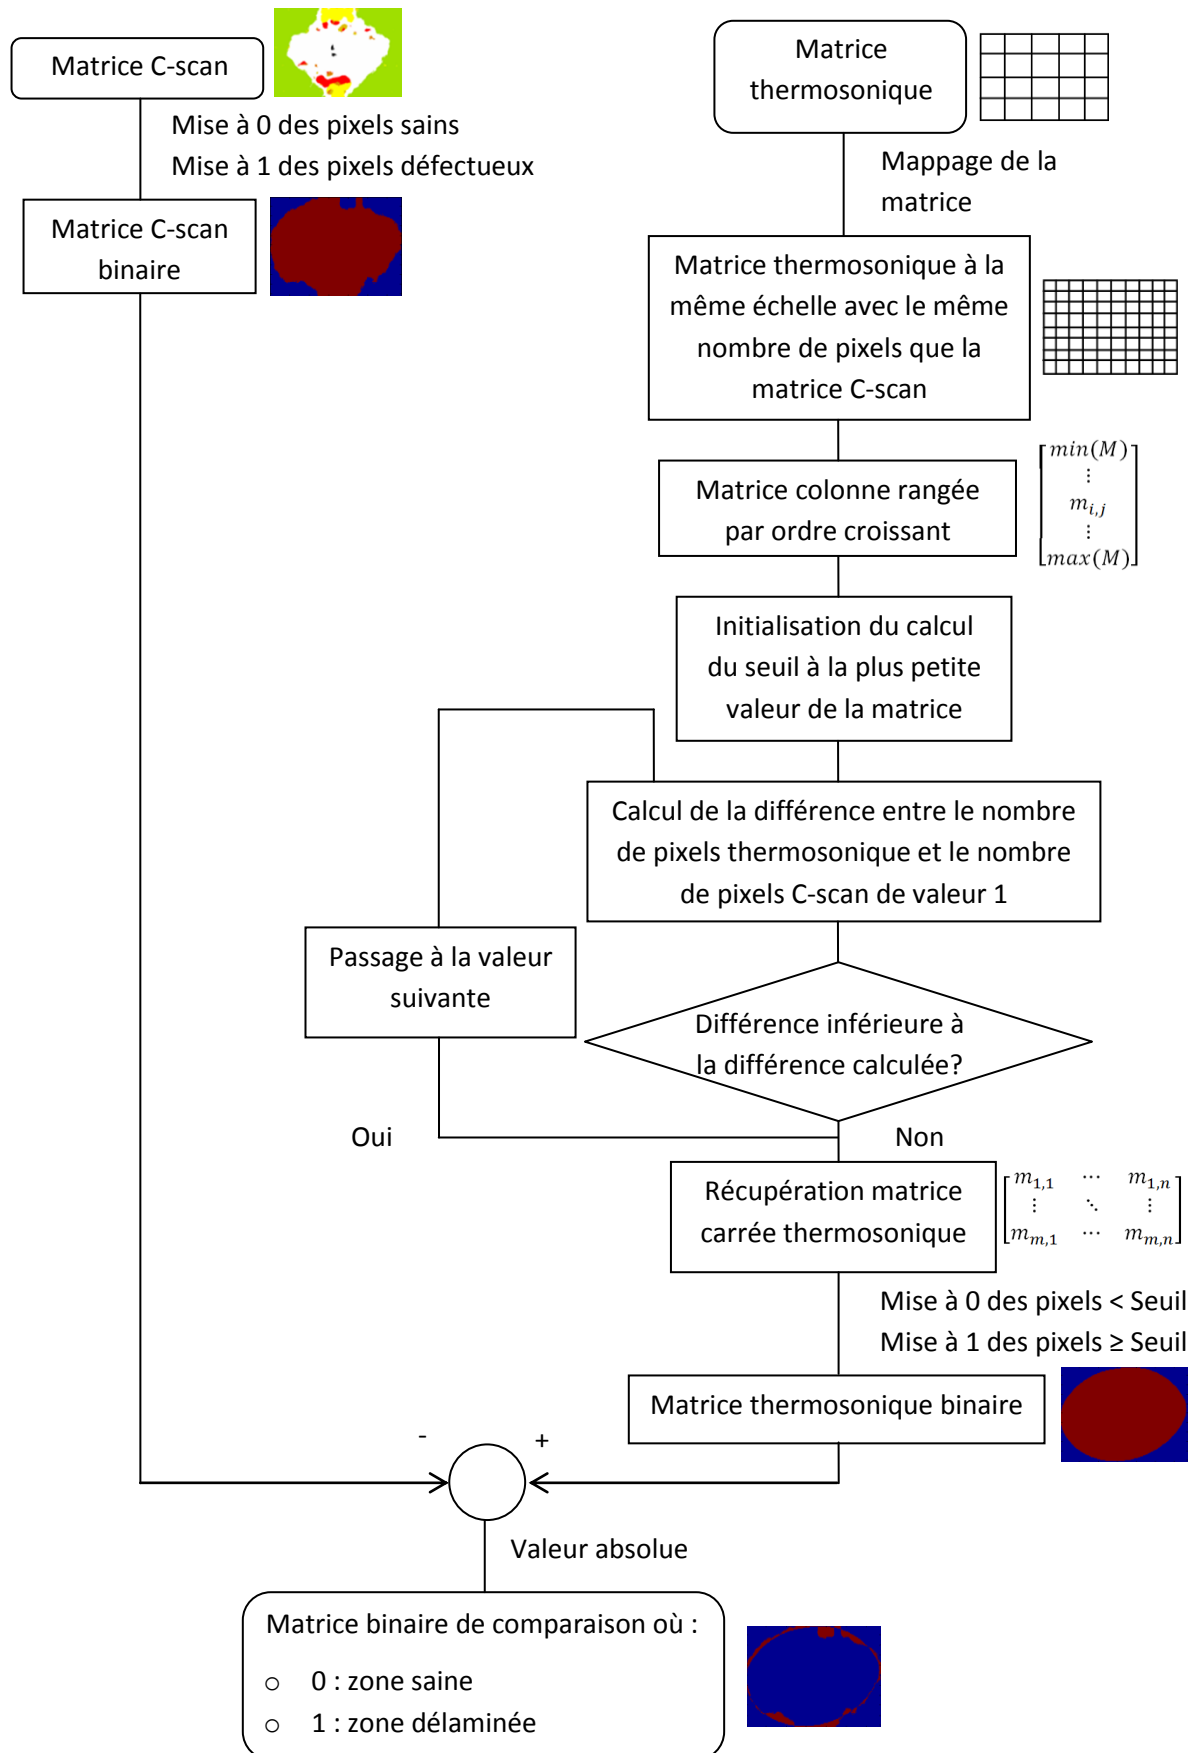 Matrice C-scan
Mise à 0 des pixels sains
Mise à 1 des pixels défectueux
Matrice C-scan
binaire
Matrice
thermosonique
Mappage de la
matrice
Matrice thermosonique à la
même échelle avec le même
nombre de pixels que la
matrice C-scan
Matrice colonne rangée
par ordre croissant
min(M)
⋮
m_{i,j}
⋮
max(M)
Initialisation du calcul
du seuil à la plus petite
valeur de la matrice
Calcul de la différence entre le nombre
de pixels thermosonique et le nombre
de pixels C-scan de valeur 1
Passage à la valeur
suivante
Différence inférieure à
la différence calculée?
Oui
Non
Récupération matrice
carrée thermosonique
m_{1,1} ⋯ m_{1,n}
⋮ ⋱ ⋮
m_{m,1} ⋯ m_{m,n}
Mise à 0 des pixels < Seuil
Mise à 1 des pixels ≥ Seuil
Matrice thermosonique binaire
- +
Valeur absolue
Matrice binaire de comparaison où :
o 0 : zone saine
o 1 : zone délaminée